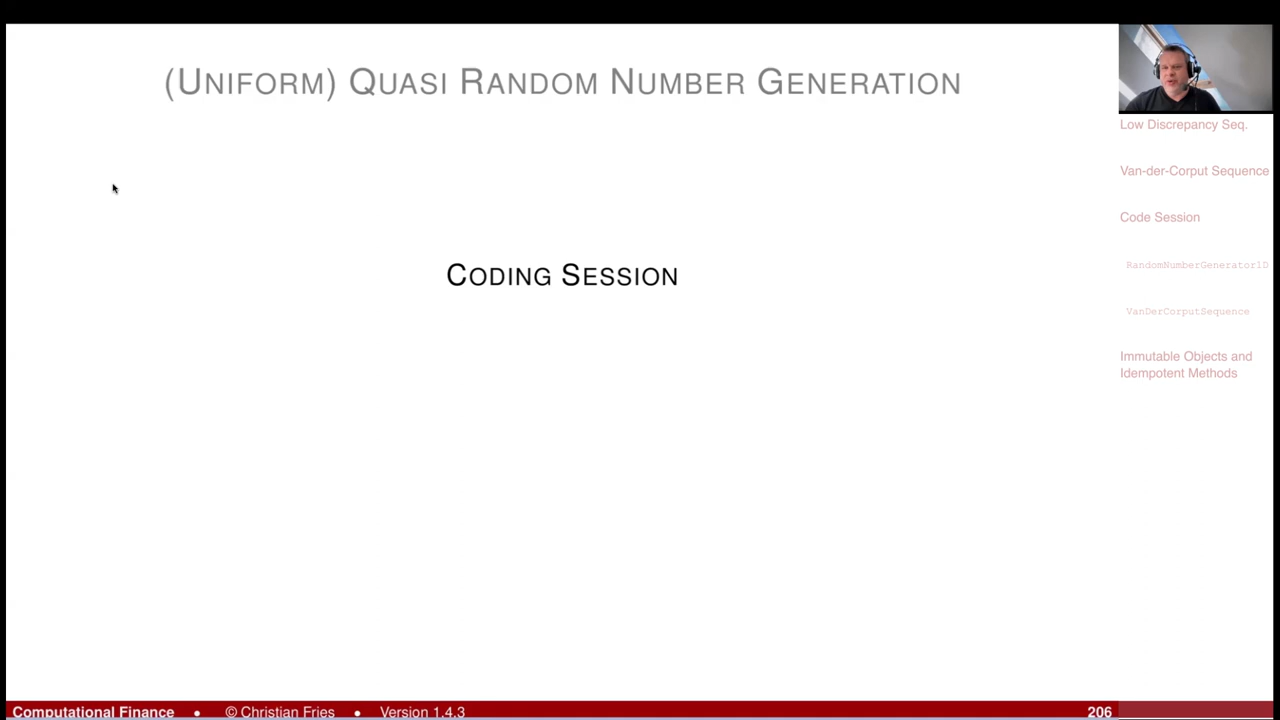 (UNIFORM) QUASI RANDOM NUMBER GENERATION
CODING SESSION
Low Discrepancy Seq.
Van-der-Corput Sequence
Code Session
RandomNumberGenerator1D
VanDerCorputSequence
Immutable Objects and
Idempotent Methods
Computational Finance • © Christian Fries • Version 1.4.3 206